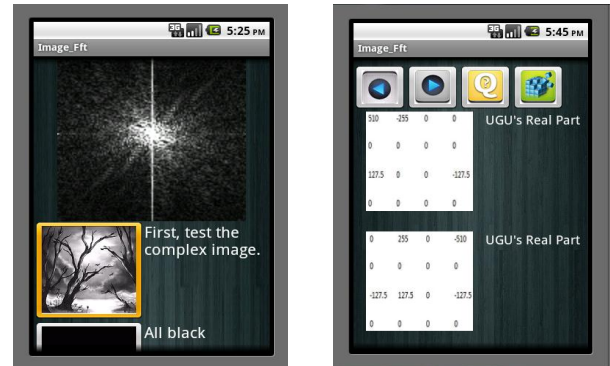 3G 5:25 PM
Image_Fft
First, test the
complex image.
All black
3G 5:45 PM
Image_Fft
Q
510 -255 0 0
0 0 0 0
127.5 0 0 -127.5
0 0 0 0
UGU's Real Part
0 255 0 -510
0 0 0 0
-127.5 127.5 0 -127.5
0 0 0 0
UGU's Real Part